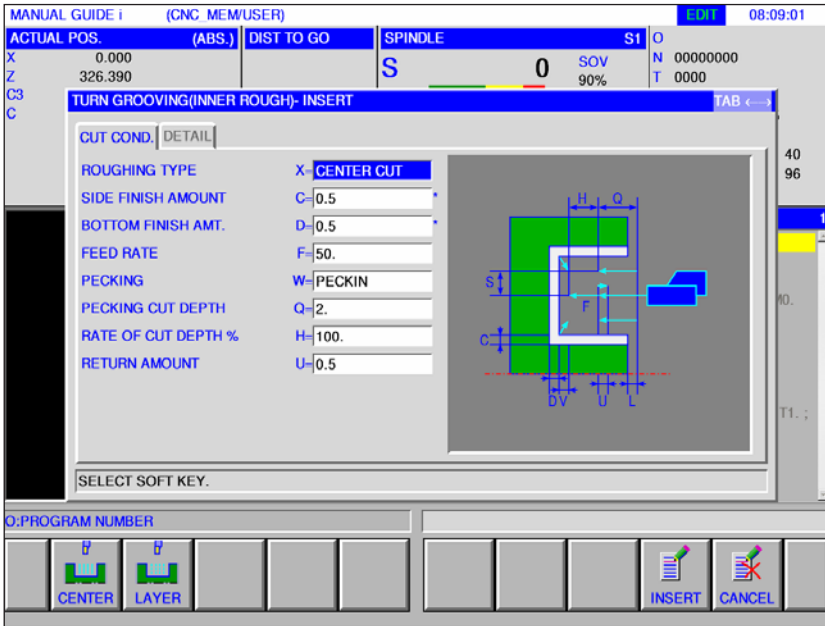 MANUAL GUIDE i (CNC_MEM/USER) EDIT 08:09:01
ACTUAL POS. (ABS.) DIST TO GO SPINDLE S1 O
X 0.000 S 0 SOV N 00000000
Z 326.390 90% T 0000
C3
C
TURN GROOVING(INNER ROUGH)- INSERT TAB ←→
CUT COND. DETAIL
ROUGHING TYPE X=CENTER CUT
SIDE FINISH AMOUNT C=0.5 *
BOTTOM FINISH AMT. D=0.5 *
FEED RATE F=50.
PECKING W=PECKIN
PECKING CUT DEPTH Q=2.
RATE OF CUT DEPTH % H=100.
RETURN AMOUNT U=0.5
H Q
S
F
C
D V U L
40
96
1
M0.
T1. ;
SELECT SOFT KEY.
O:PROGRAM NUMBER
CENTER LAYER INSERT CANCEL